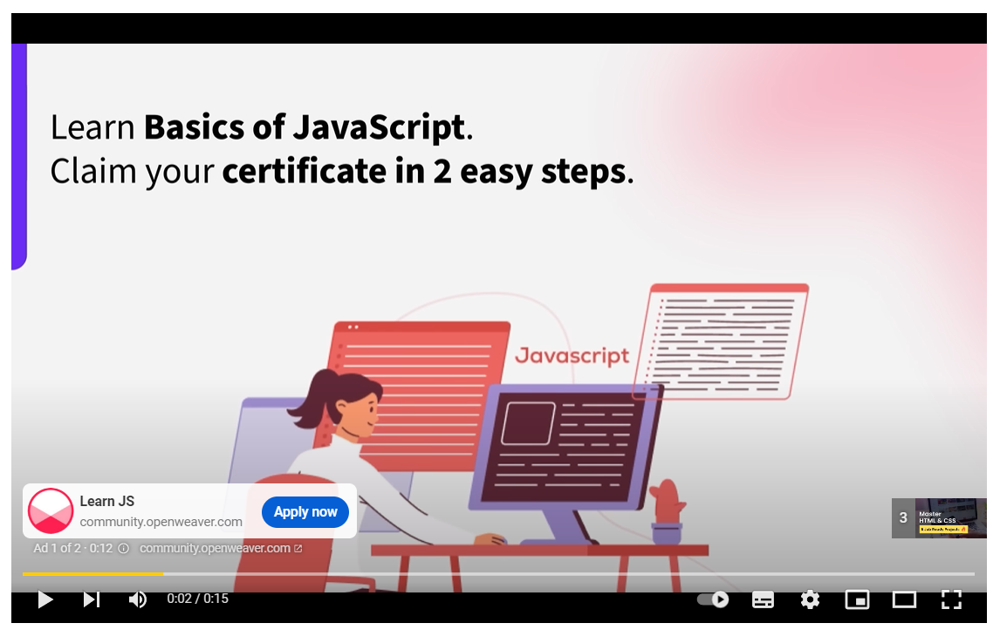 Learn Basics of JavaScript.
Claim your certificate in 2 easy steps.
Javascript
Learn JS
community.openweaver.com
Apply now
Ad 1 of 2 · 0:12
community.openweaver.com
3
Master
HTML & CSS
0:02 / 0:15